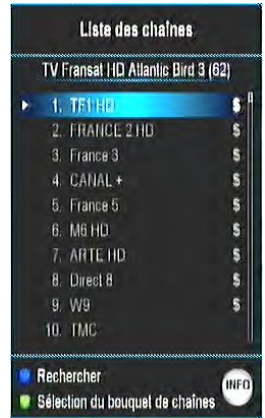 Liste des chaînes
TV Fransat HD Atlantic Bird 3 (62)
1. TF1 HD $
2. FRANCE 2 HD $
3. France 3 $
4. CANAL + $
5. France 5 $
6. M6 HD $
7. ARTE HD $
8. Direct 8 $
9. W9 $
10. TMC
Rechercher
INFO
Sélection du bouquet de chaînes